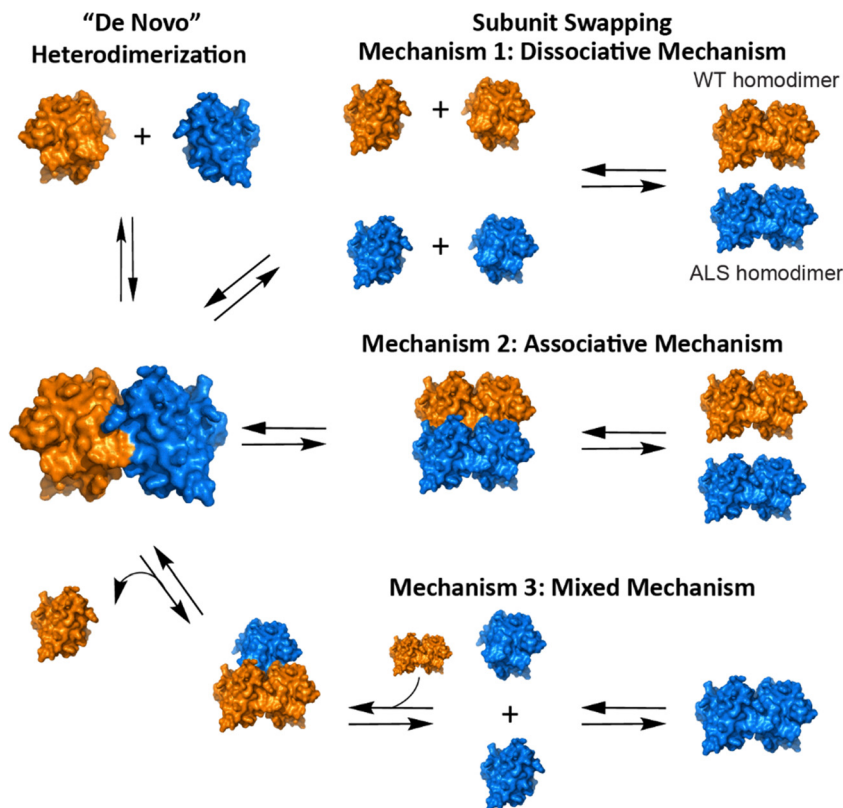 “De Novo”
Heterodimerization
+
Subunit Swapping
Mechanism 1: Dissociative Mechanism
+
WT homodimer
+
ALS homodimer
Mechanism 2: Associative Mechanism
Mechanism 3: Mixed Mechanism
+